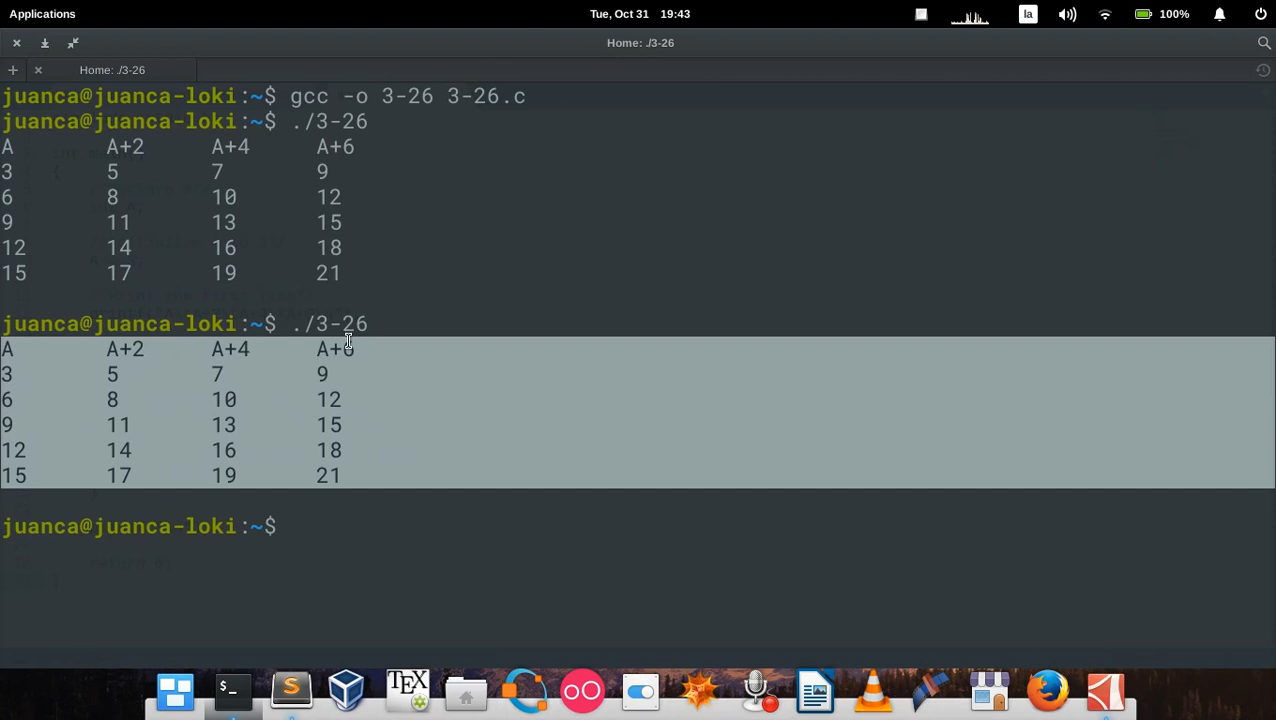 Applications
Tue, Oct 31 19:43
la
100%
Home: ./3-26
Home: ./3-26
juanca@juanca-loki:~$ gcc -o 3-26 3-26.c
juanca@juanca-loki:~$ ./3-26
A A+2 A+4 A+6
3 5 7 9
6 8 10 12
9 11 13 15
12 14 16 18
15 17 19 21
juanca@juanca-loki:~$ ./3-26
A A+2 A+4 A+6
3 5 7 9
6 8 10 12
9 11 13 15
12 14 16 18
15 17 19 21
juanca@juanca-loki:~$
TEX